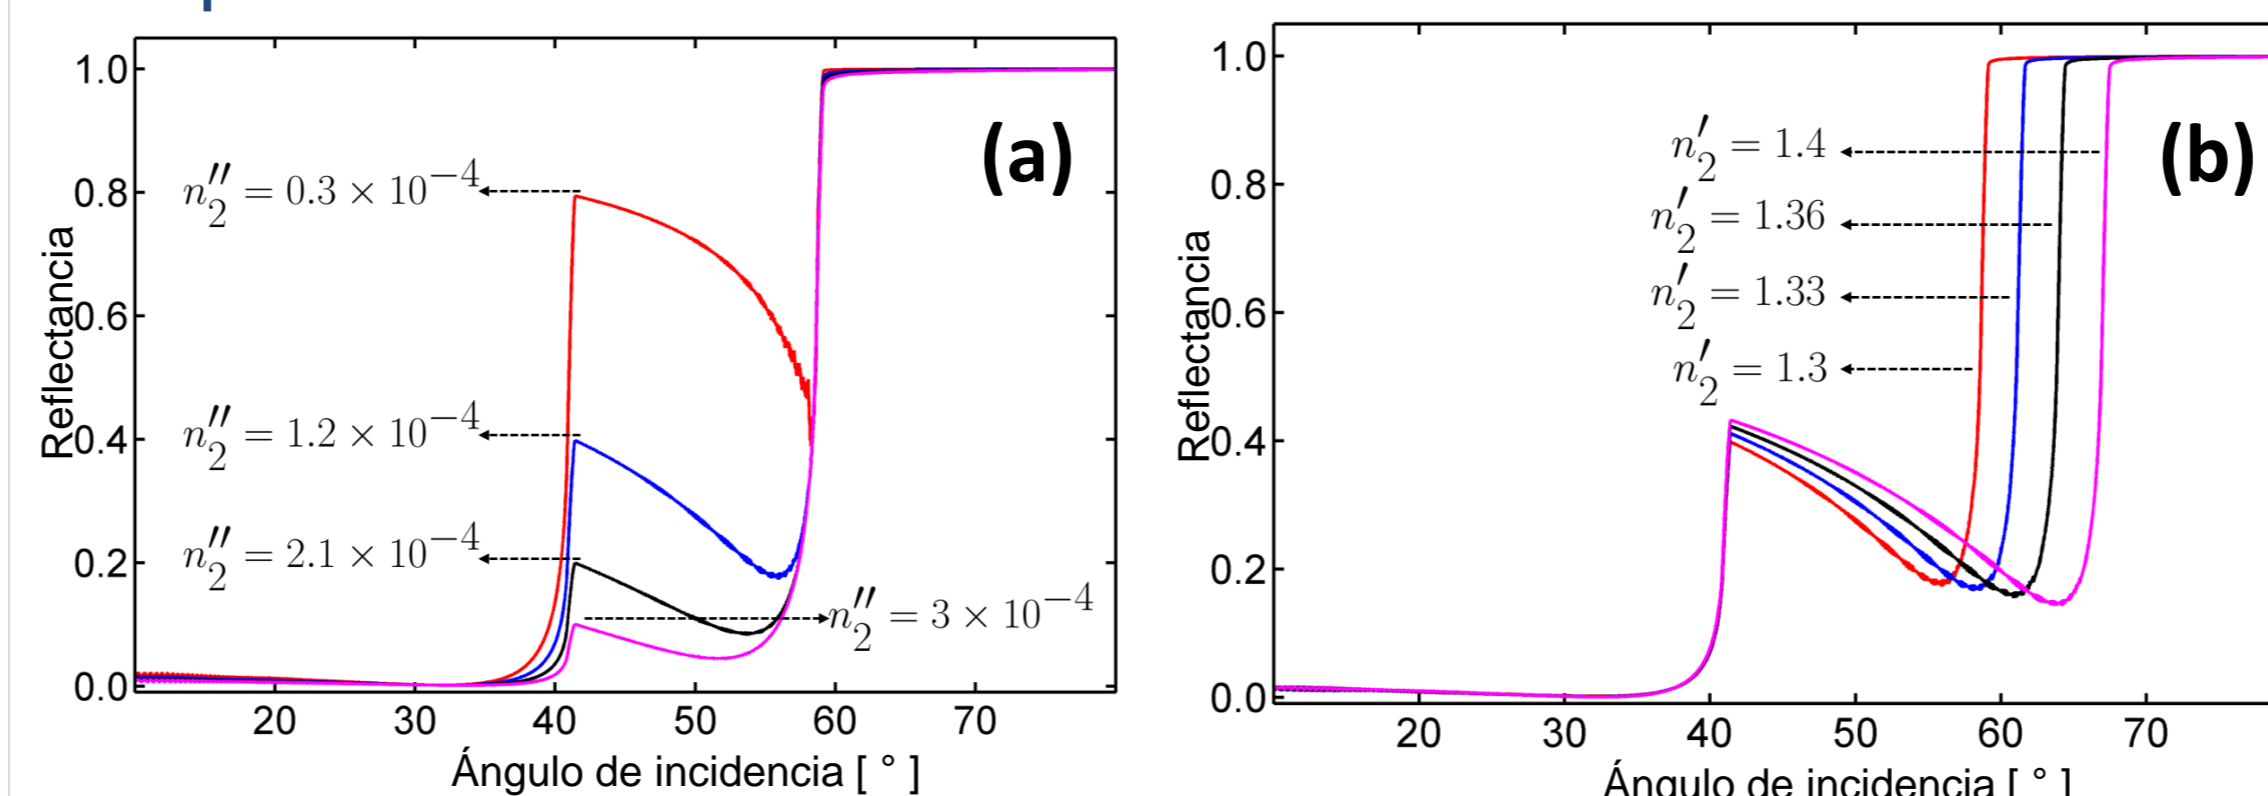 (a)
Reflectancia
1.0
0.8
0.6
0.4
0.2
0.0
n₂″ = 0.3 × 10⁻⁴
n₂″ = 1.2 × 10⁻⁴
n₂″ = 2.1 × 10⁻⁴
n₂″ = 3 × 10⁻⁴
20 30 40 50 60 70
Ángulo de incidencia [ ° ]
(b)
Reflectancia
1.0
0.8
0.6
0.4
0.2
0.0
n₂′ = 1.4
n₂′ = 1.36
n₂′ = 1.33
n₂′ = 1.3
20 30 40 50 60 70
Ángulo de incidencia [ ° ]